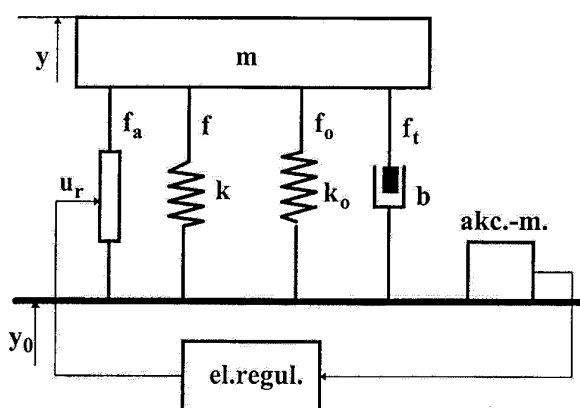 y
m
f_a
f
f_o
f_t
u_r
k
k_o
b
akc.-m.
y_0
el.regul.